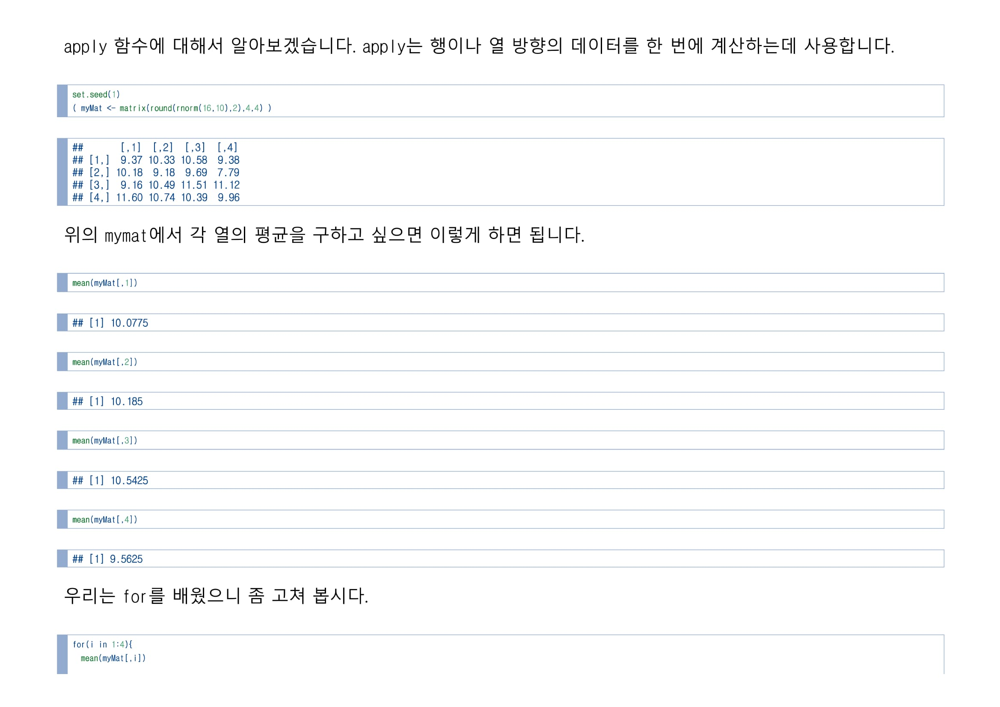 apply 함수에 대해서 알아보겠습니다. apply는 행이나 열 방향의 데이터를 한 번에 계산하는데 사용합니다.
set.seed(1)
( myMat <- matrix(round(rnorm(16,10),2),4,4) )
## [,1] [,2] [,3] [,4]
## [1,] 9.37 10.33 10.58 9.38
## [2,] 10.18 9.18 9.69 7.79
## [3,] 9.16 10.49 11.51 11.12
## [4,] 11.60 10.74 10.39 9.96
위의 mymat에서 각 열의 평균을 구하고 싶으면 이렇게 하면 됩니다.
mean(myMat[,1])
## [1] 10.0775
mean(myMat[,2])
## [1] 10.185
mean(myMat[,3])
## [1] 10.5425
mean(myMat[,4])
## [1] 9.5625
우리는 for를 배웠으니 좀 고쳐 봅시다.
for(i in 1:4){
mean(myMat[,i])